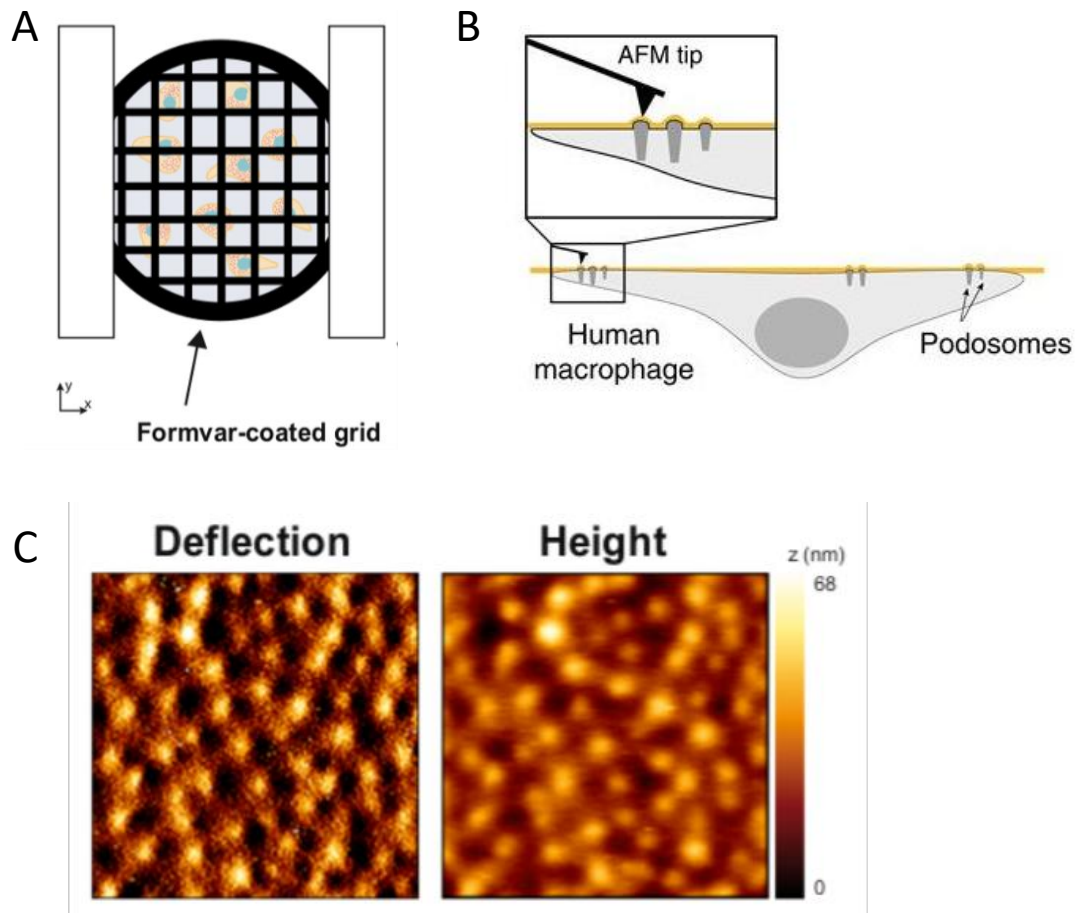 A
B
AFM tip
y
x
Formvar-coated grid
Human
macrophage
Podosomes
C
Deflection
Height
z (nm)
68
0